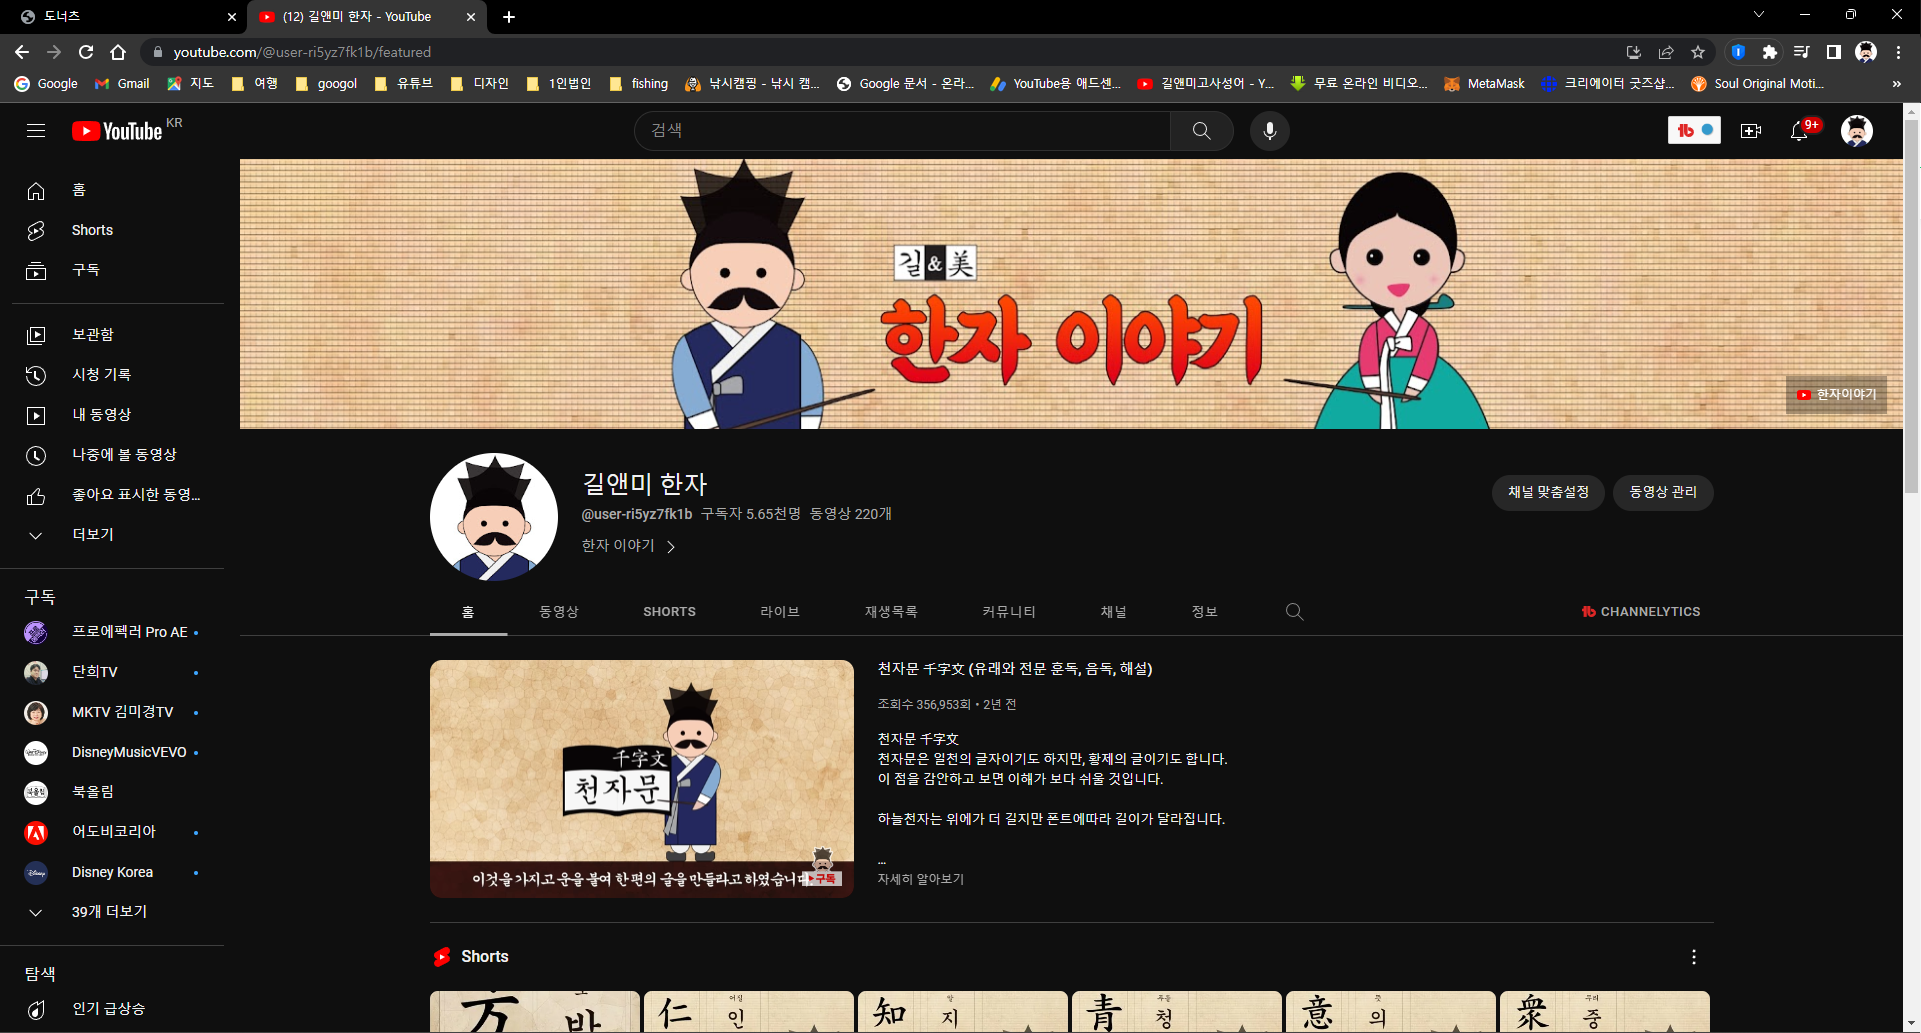 도너츠
(12) 길앤미 한자 - YouTube
youtube.com/@user-ri5yz7fk1b/featured
Google
Gmail
지도
여행
googol
유튜브
디자인
1인법인
fishing
낚시캠핑 - 낚시 캠...
Google 문서 - 온라...
YouTube용 애드센...
길앤미고사성어 - Y...
무료 온라인 비디오...
MetaMask
크리에이터 굿즈샵...
Soul Original Moti...
»
YouTube KR
검색
9+
홈
Shorts
구독
보관함
시청 기록
내 동영상
나중에 볼 동영상
좋아요 표시한 동영...
더보기
구독
프로에펙러 Pro AE
단희TV
MKTV 김미경TV
DisneyMusicVEVO
북올림
어도비코리아
Disney Korea
39개 더보기
탐색
인기 급상승
길&美
한자 이야기
한자이야기
길앤미 한자
@user-ri5yz7fk1b 구독자 5.65천명 동영상 220개
한자 이야기
채널 맞춤설정
동영상 관리
홈
동영상
SHORTS
라이브
재생목록
커뮤니티
채널
정보
CHANNELYTICS
千字文
천자문
이것을 가지고 운을 붙여 한 편의 글을 만들라고 하였습니다.
구독
천자문 千字文 (유래와 전문 훈독, 음독, 해설)
조회수 356,953회 • 2년 전
천자문 千字文
천자문은 일천의 글자이기도 하지만, 황제의 글이기도 합니다.
이 점을 감안하고 보면 이해가 보다 쉬울 것입니다.
하늘천자는 위에가 더 길지만 폰트에따라 길이가 달라집니다.
...
자세히 알아보기
Shorts
方
방
仁
어질
인
知
알
지
青
푸를
청
意
뜻
의
衆
무리
중